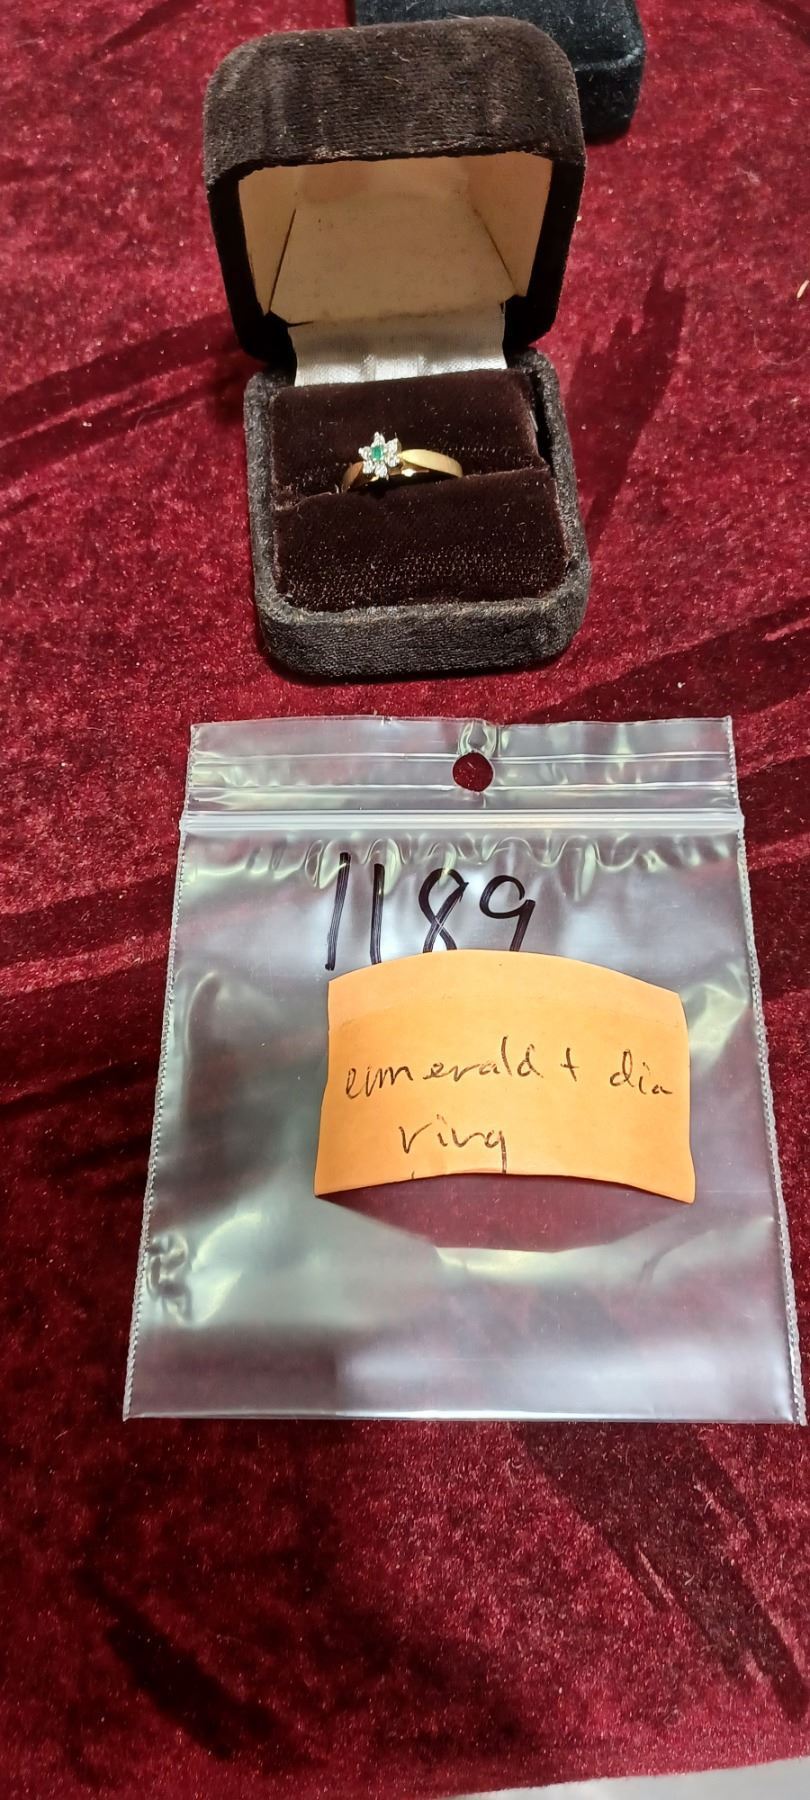 1189
emerald + dia
ring